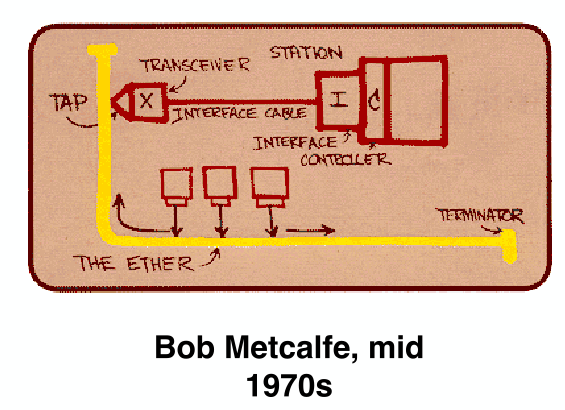 STATION
TRANSCEIVER
TAP
X
I
C
INTERFACE CABLE
INTERFACE
CONTROLLER
TERMINATOR
THE ETHER
Bob Metcalfe, mid
1970s